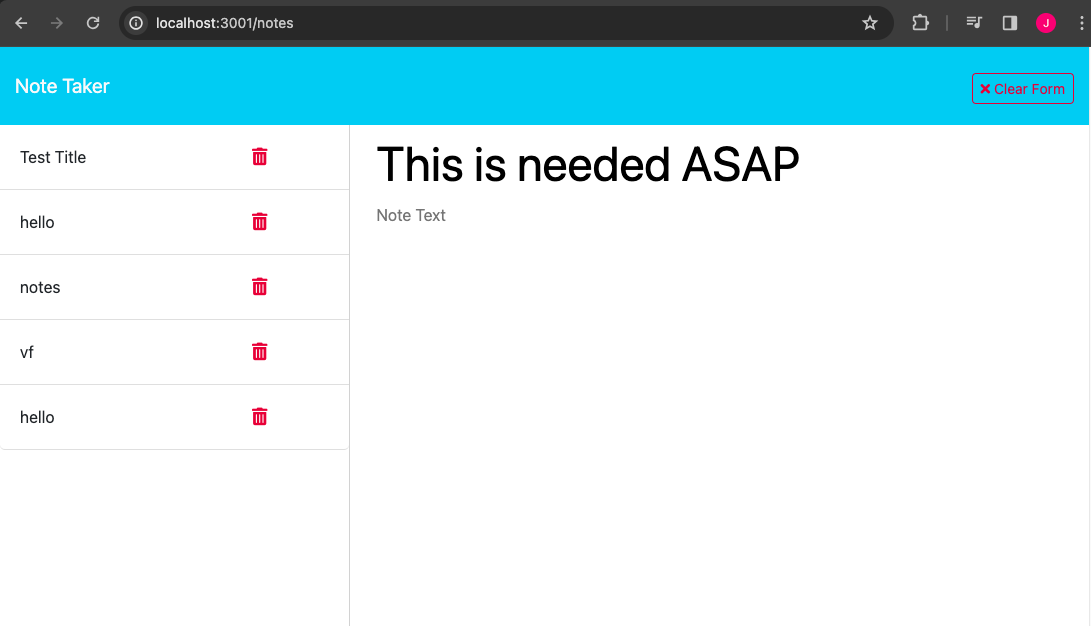 localhost:3001/notes
J
Note Taker
Clear Form
Test Title
hello
notes
vf
hello
This is needed ASAP
Note Text